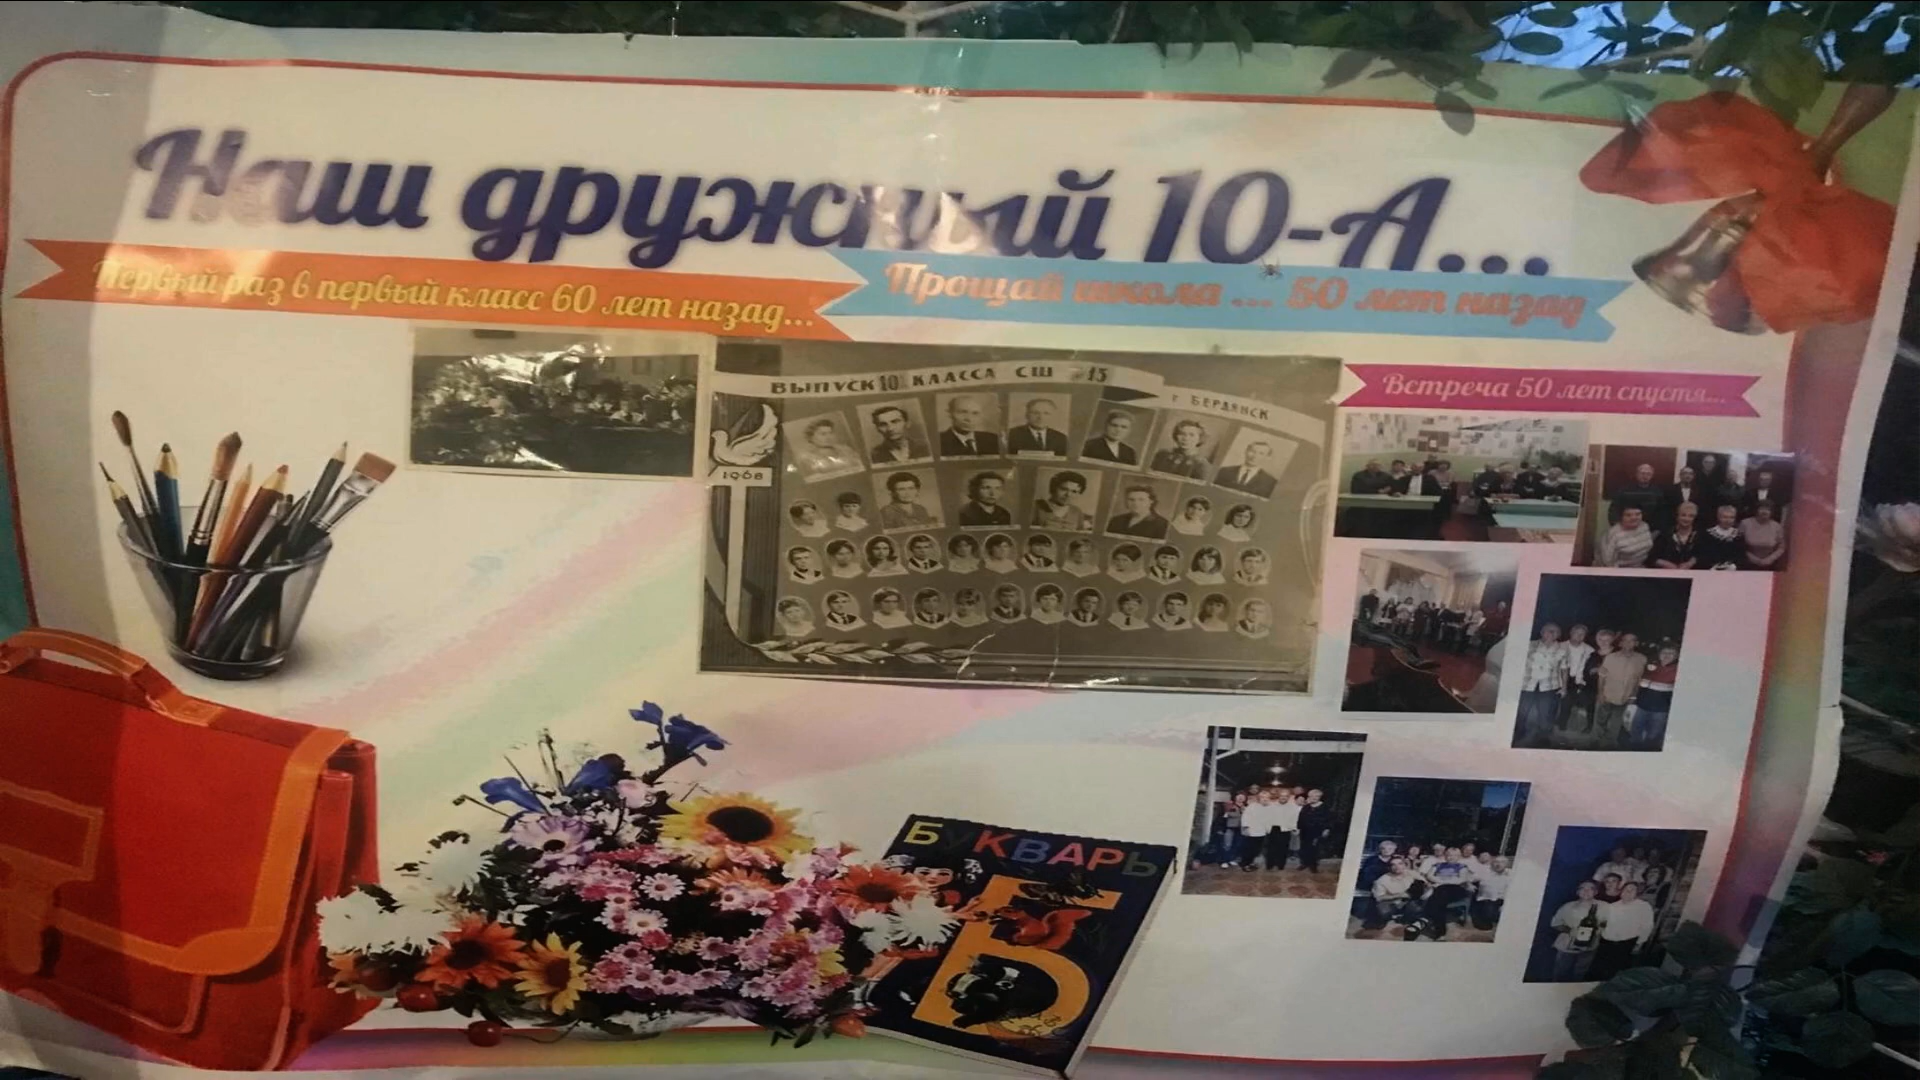 Наш дружный 10-А...
Первый раз в первый класс 60 лет назад...
Прощай школа ... 50 лет назад
Встреча 50 лет спустя...
ВЫПУСК 10 КЛАССА СШ №13
г. БЕРДЯНСК
1968
БУКВАРЬ
Б